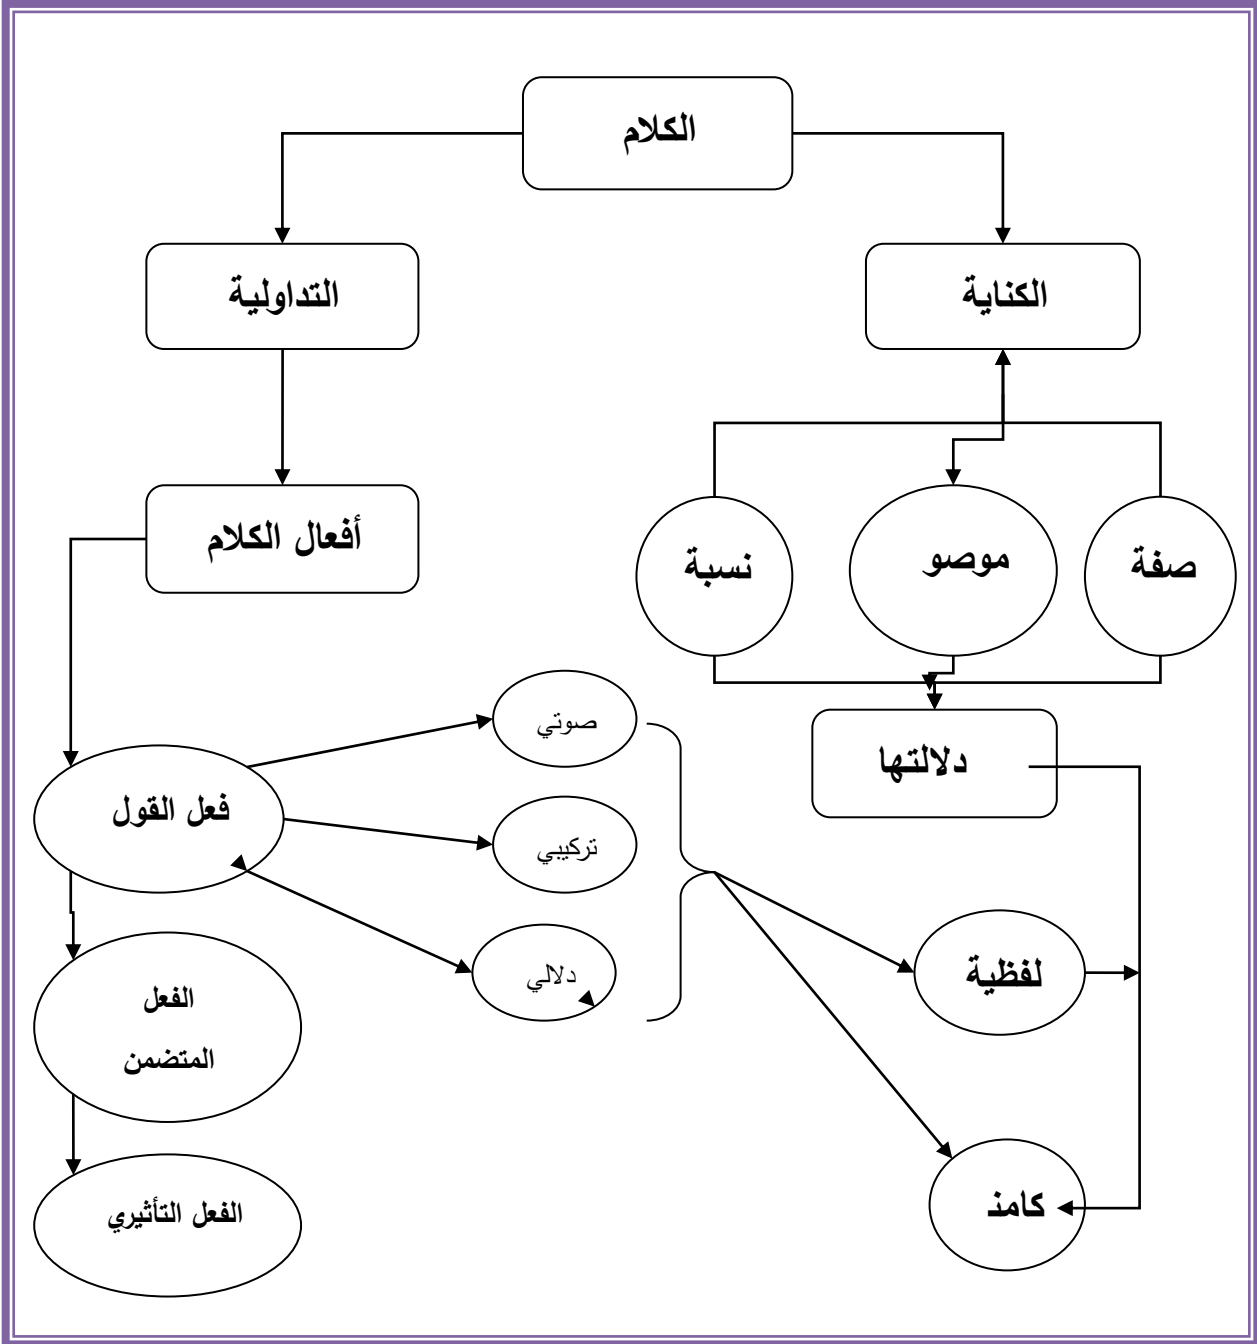 الكلام
الكناية
التداولية
أفعال الكلام
صفة
موصو
نسبة
دلالتها
صوتي
فعل القول
تركيبي
دلالي
لفظية
الفعل
المتضمن
كامنـ
الفعل التأثيري